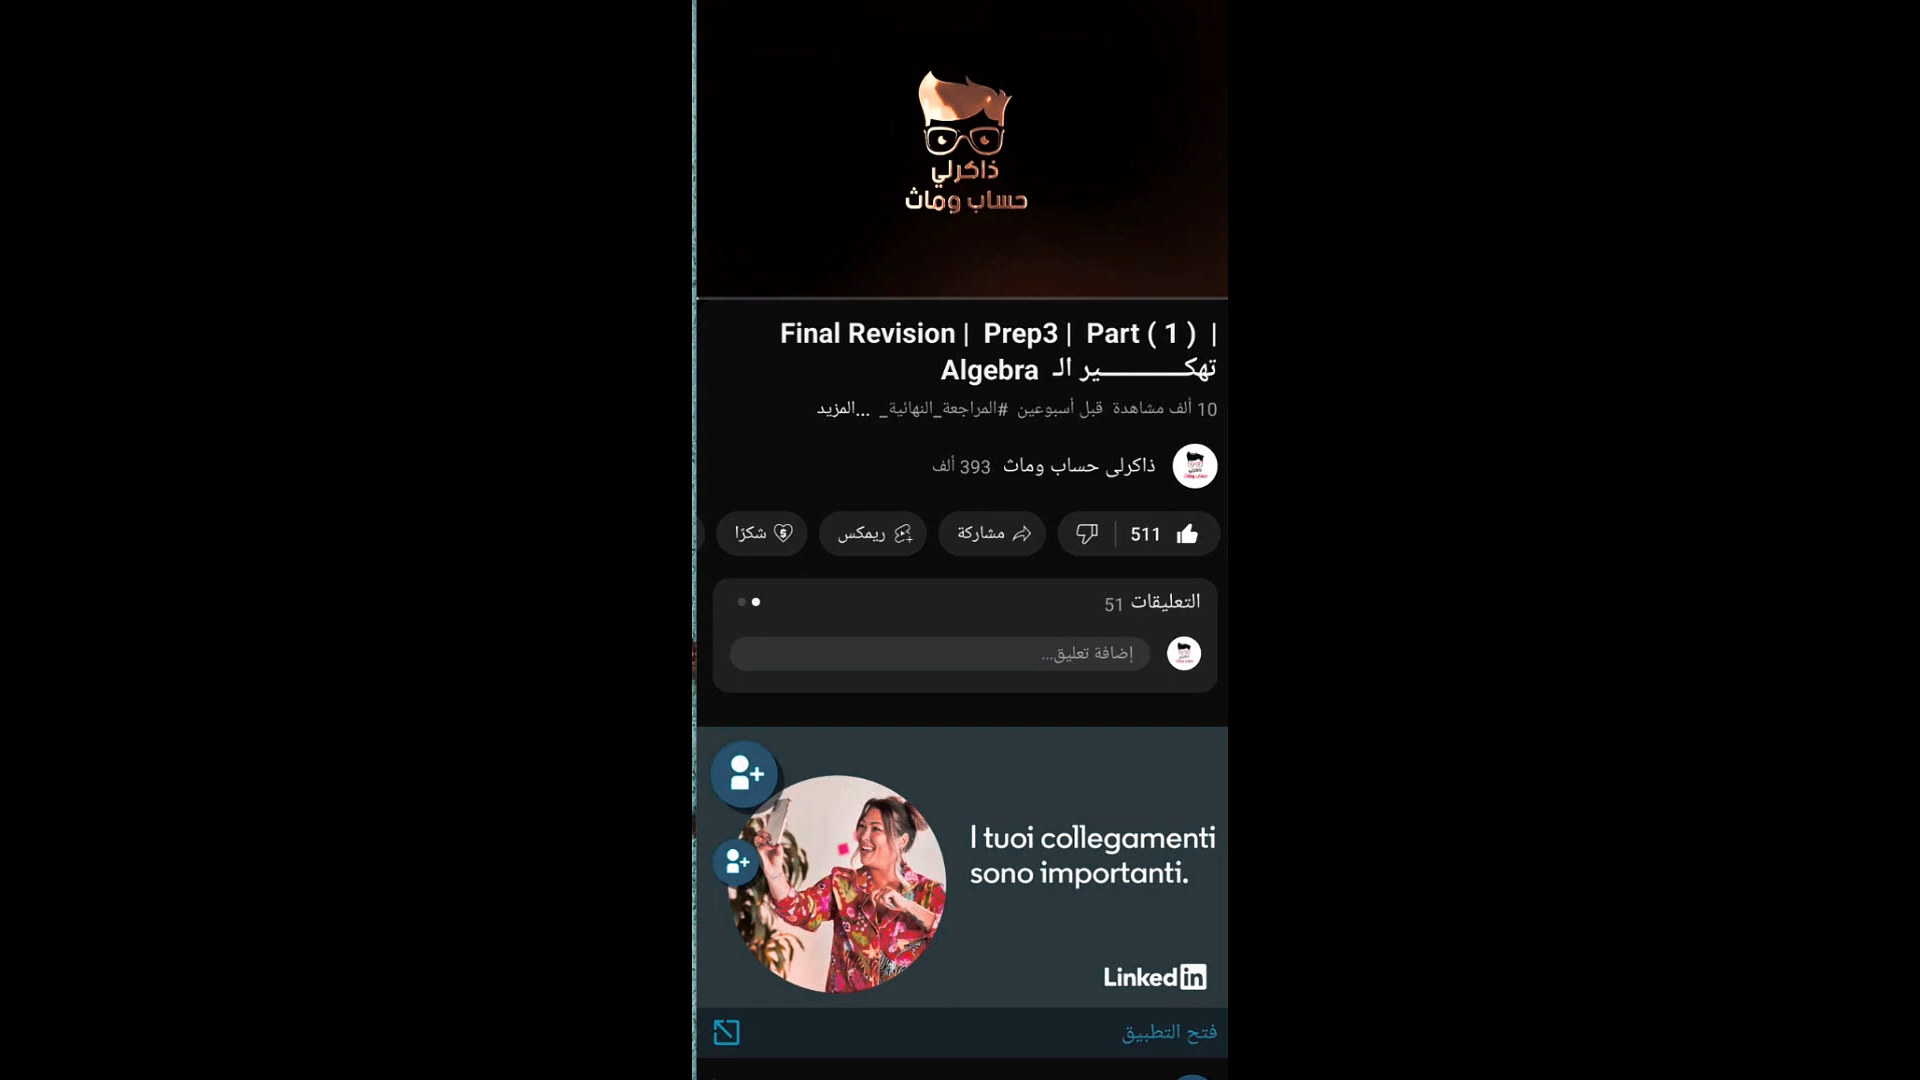 ذاكرلي
حساب وماث
Final Revision | Prep3 | Part ( 1 ) |
تهكـــــــــــــير الـ Algebra
10 ألف مشاهدة قبل أسبوعين #المراجعة_النهائية_ ...المزيد
ذاكرلى حساب وماث 393 ألف
511
مشاركة
ريمكس
شكرًا
التعليقات 51
إضافة تعليق...
I tuoi collegamenti
sono importanti.
Linkedin
فتح التطبيق